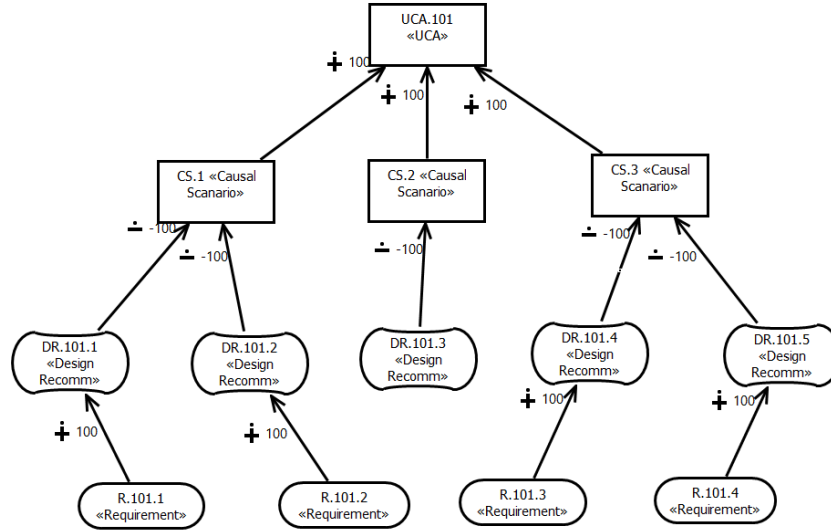 UCA.101
«UCA»
100
100
100
CS.1 «Causal
Scanario»
CS.2 «Causal
Scanario»
CS.3 «Causal
Scanario»
-100
-100
-100
-100
-100
DR.101.1
«Design
Recomm»
DR.101.2
«Design
Recomm»
DR.101.3
«Design
Recomm»
DR.101.4
«Design
Recomm»
DR.101.5
«Design
Recomm»
100
100
100
100
R.101.1
«Requirement»
R.101.2
«Requirement»
R.101.3
«Requirement»
R.101.4
«Requirement»